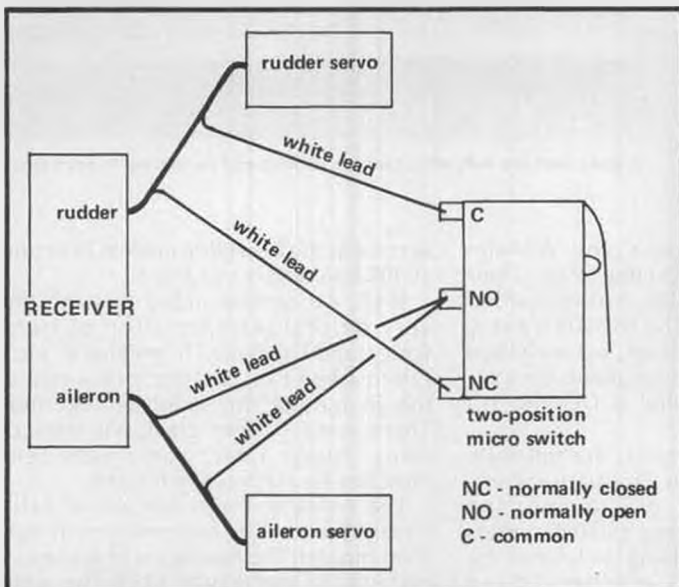 rudder servo
white lead
C
rudder
white lead
NO
RECEIVER
NC
white lead
aileron
white lead
two-position
micro switch
NC - normally closed
NO - normally open
C - common
aileron servo